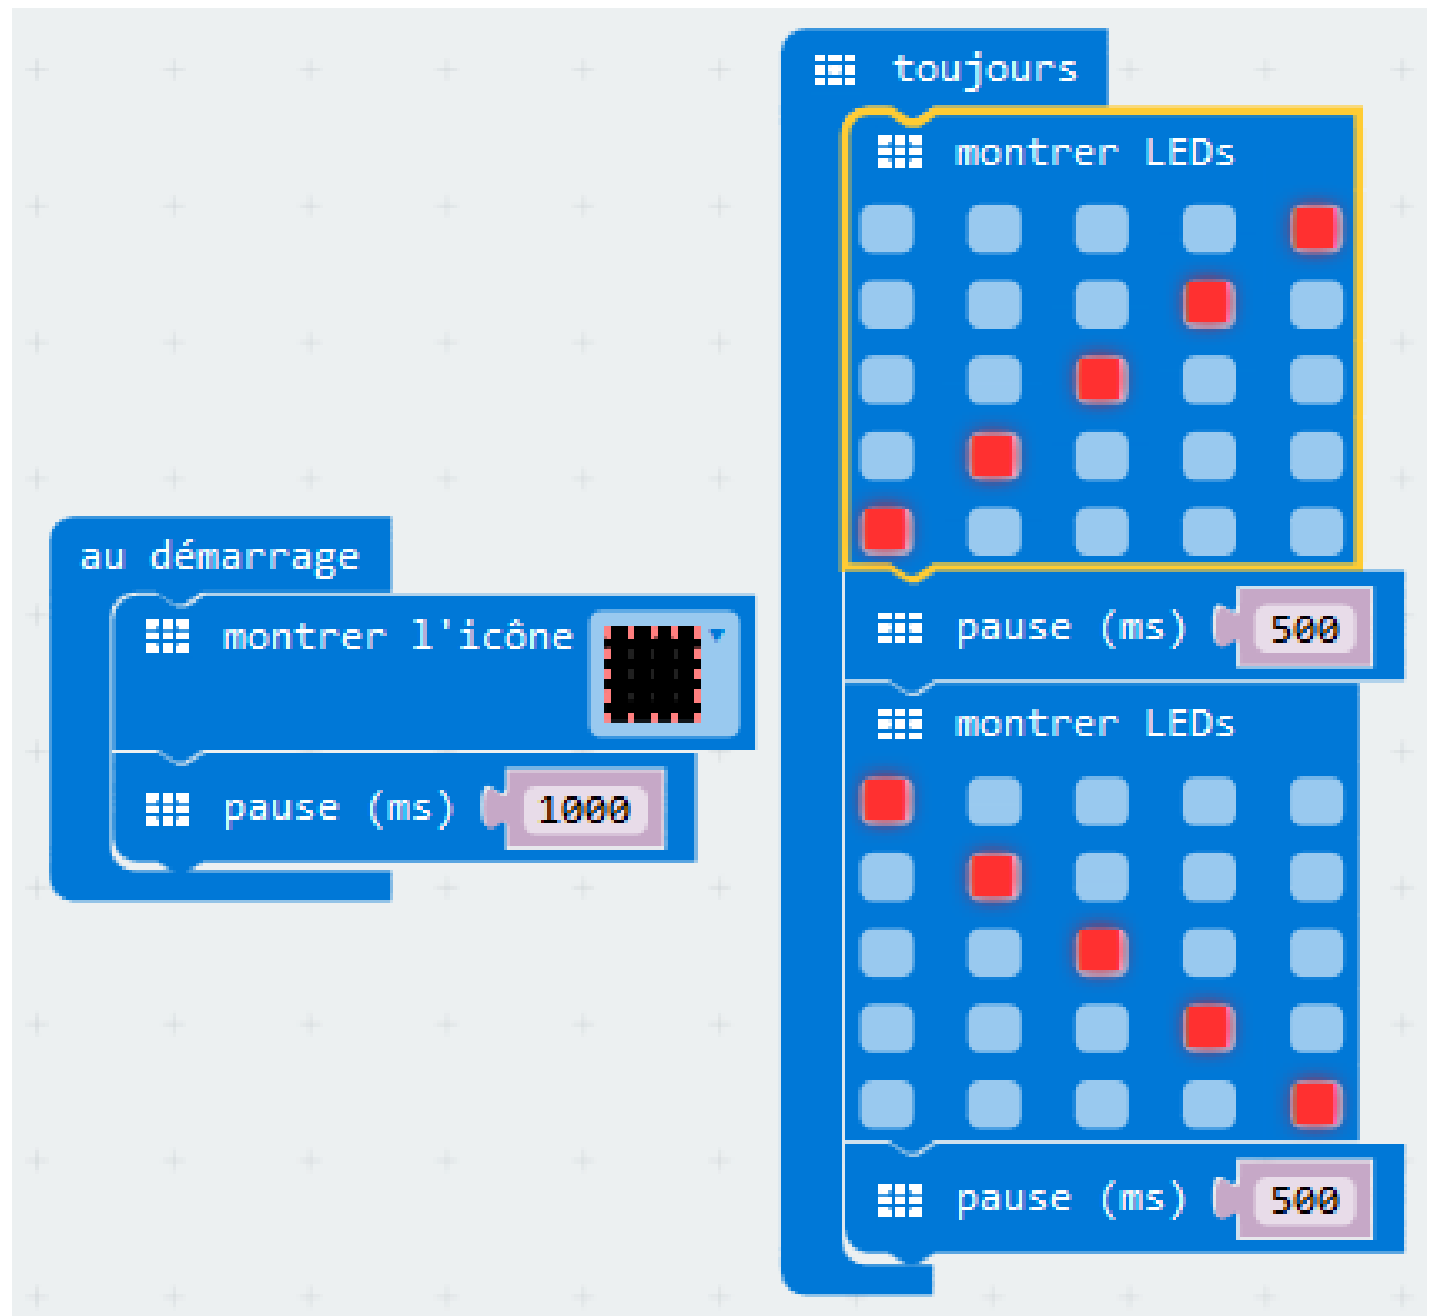 au démarrage
montrer l'icône
pause (ms) 1000
toujours
montrer LEDs
pause (ms) 500
montrer LEDs
pause (ms) 500